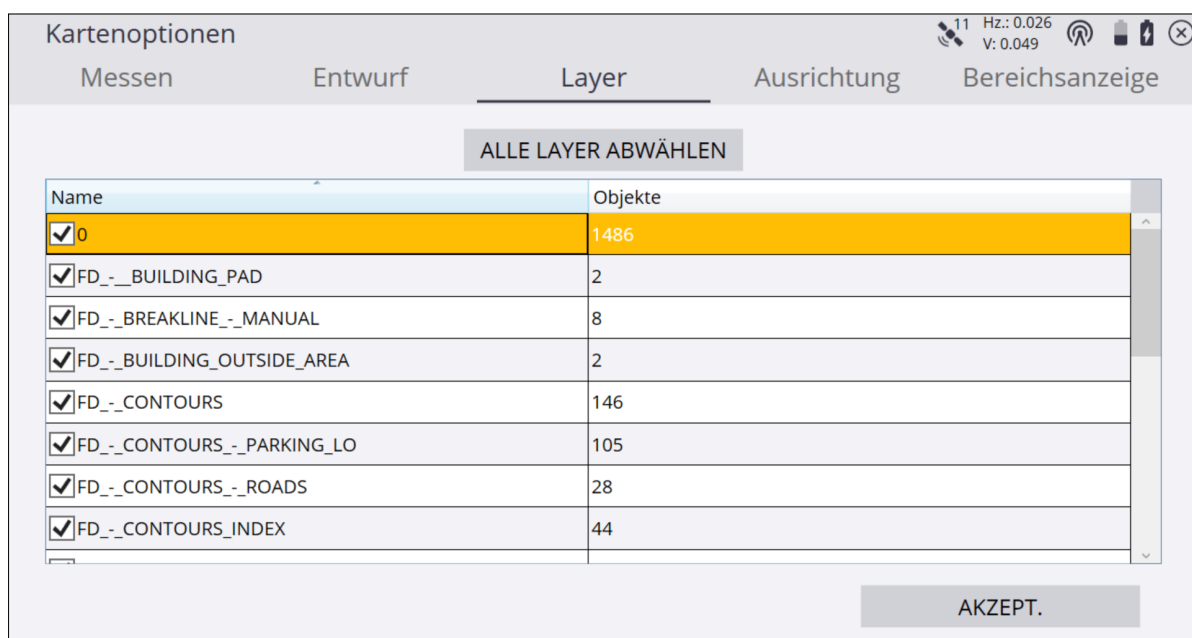 Kartenoptionen
11
Hz.: 0.026
V: 0.049
Messen Entwurf Layer Ausrichtung Bereichsanzeige
ALLE LAYER ABWÄHLEN
Name Objekte
0 1486
FD_-__BUILDING_PAD 2
FD_-_BREAKLINE_-_MANUAL 8
FD_-_BUILDING_OUTSIDE_AREA 2
FD_-_CONTOURS 146
FD_-_CONTOURS_-_PARKING_LO 105
FD_-_CONTOURS_-_ROADS 28
FD_-_CONTOURS_INDEX 44
AKZEPT.